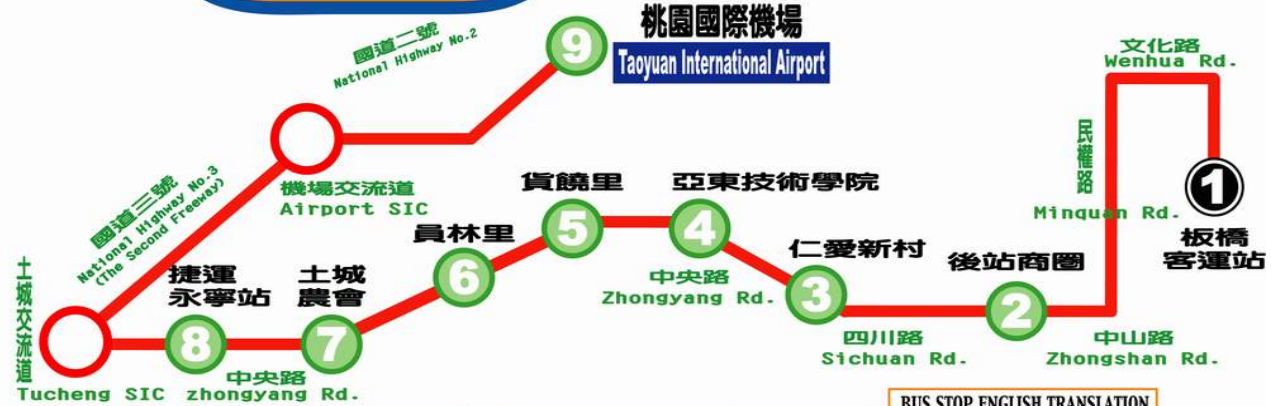 桃園國際機場
Taoyuan International Airport
9
國道二號
National Highway No.2
文化路
Wenhua Rd.
民權路
Minquan Rd.
1
板橋
客運站
機場交流道
Airport SIC
國道三號
National Highway No.3
(The Second Freeway)
貨饒里
5
亞東技術學院
4
員林里
6
中央路
Zhongyang Rd.
仁愛新村
3
後站商圈
2
四川路
Sichuan Rd.
中山路
Zhongshan Rd.
土城交流道
Tucheng SIC
捷運
永寧站
8
土城
農會
7
中央路
zhongyang Rd.
BUS STOP ENGLISH TRANSLATION